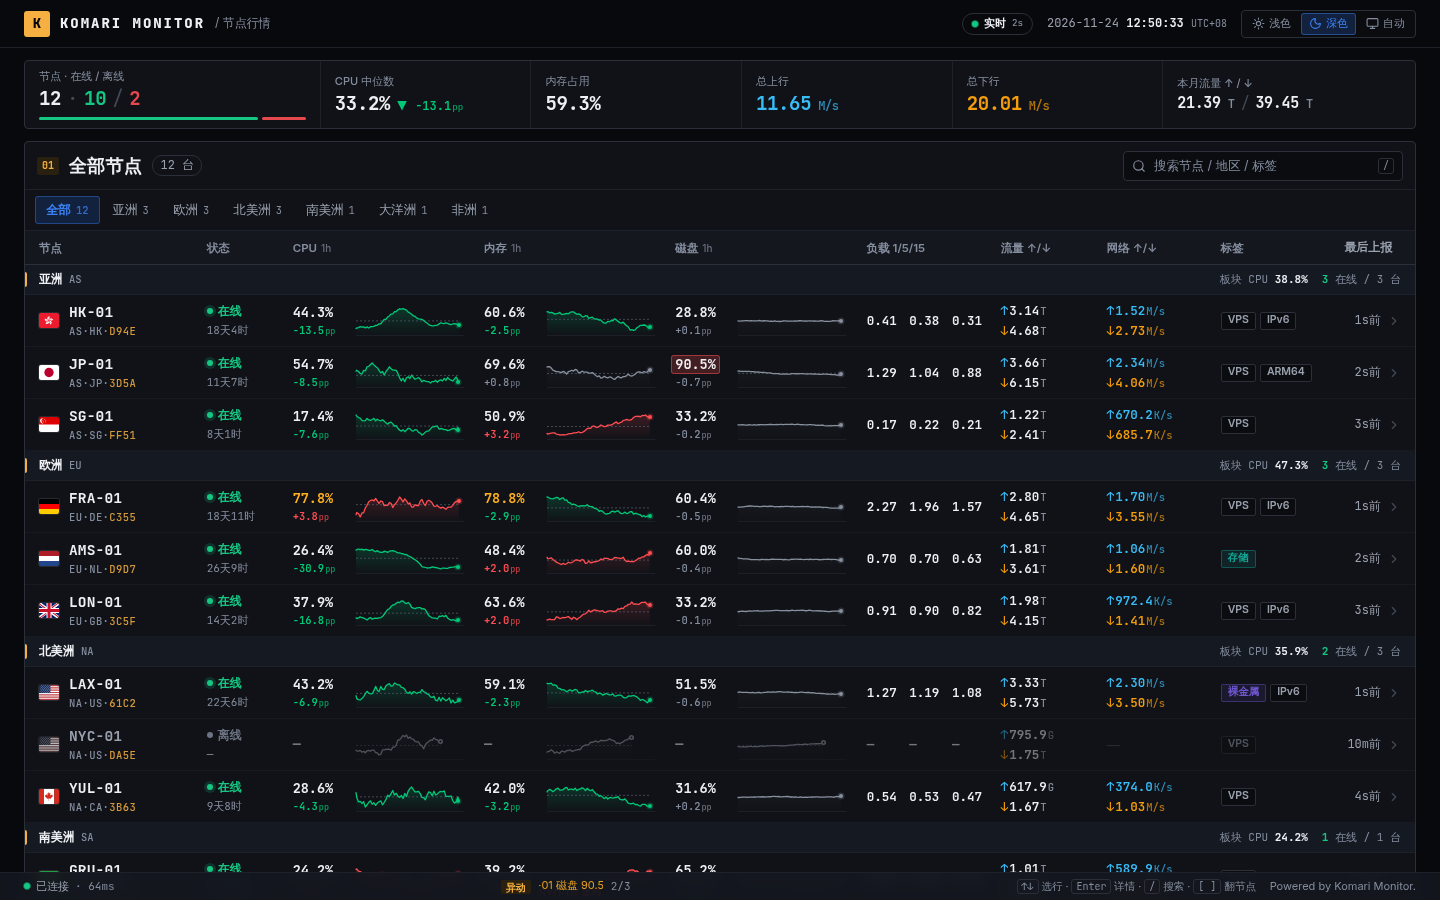 K KOMARI MONITOR / 节点行情 实时 2s 2026-11-24 12:50:33 UTC+08 浅色 深色 自动
节点 · 在线 / 离线 CPU 中位数 内存占用 总上行 总下行 本月流量 ↑ / ↓
12 · 10 / 2 33.2% ▼ -13.1pp 59.3% 11.65 M/s 20.01 M/s 21.39 T / 39.45 T
01 全部节点 12 台 搜索节点 / 地区 / 标签 /
全部 12 亚洲 3 欧洲 3 北美洲 3 南美洲 1 大洋洲 1 非洲 1
节点 状态 CPU 1h 内存 1h 磁盘 1h 负载 1/5/15 流量 ↑/↓ 网络 ↑/↓ 标签 最后上报
亚洲 AS 板块 CPU 38.8% 3 在线 / 3 台
HK-01 在线 44.3% 60.6% 28.8% 0.41 0.38 0.31 ↑3.14T ↑1.52M/s VPS IPv6 1s前
AS·HK·D94E 18天4时 -13.5pp -2.5pp +0.1pp ↓4.68T ↓2.73M/s
JP-01 在线 54.7% 69.6% 90.5% 1.29 1.04 0.88 ↑3.66T ↑2.34M/s VPS ARM64 2s前
AS·JP·3D5A 11天7时 -8.5pp +0.8pp -0.7pp ↓6.15T ↓4.06M/s
SG-01 在线 17.4% 50.9% 33.2% 0.17 0.22 0.21 ↑1.22T ↑670.2K/s VPS 3s前
AS·SG·FF51 8天1时 -7.6pp +3.2pp -0.2pp ↓2.41T ↓685.7K/s
欧洲 EU 板块 CPU 47.3% 3 在线 / 3 台
FRA-01 在线 77.8% 78.8% 60.4% 2.27 1.96 1.57 ↑2.80T ↑1.70M/s VPS IPv6 1s前
EU·DE·C355 18天11时 +3.8pp -2.9pp -0.5pp ↓4.65T ↓3.55M/s
AMS-01 在线 26.4% 48.4% 60.0% 0.70 0.70 0.63 ↑1.81T ↑1.06M/s 存储 2s前
EU·NL·D9D7 26天9时 -30.9pp +2.0pp -0.4pp ↓3.61T ↓1.60M/s
LON-01 在线 37.9% 63.6% 33.2% 0.91 0.90 0.82 ↑1.98T ↑972.4K/s VPS IPv6 3s前
EU·GB·3C5F 14天2时 -16.8pp +2.0pp -0.1pp ↓4.15T ↓1.41M/s
北美洲 NA 板块 CPU 35.9% 2 在线 / 3 台
LAX-01 在线 43.2% 59.1% 51.5% 1.27 1.19 1.08 ↑3.33T ↑2.30M/s 裸金属 IPv6 1s前
NA·US·61C2 22天6时 -6.9pp -2.3pp -0.6pp ↓5.73T ↓3.50M/s
NYC-01 离线 — — — — — — ↑795.9G — VPS 10m前
NA·US·DA5E — ↓1.75T
YUL-01 在线 28.6% 42.0% 31.6% 0.54 0.53 0.47 ↑617.9G ↑374.0K/s VPS 4s前
NA·CA·3B63 9天8时 -4.3pp -3.2pp +0.2pp ↓1.67T ↓1.03M/s
南美洲 SA 板块 CPU 24.2% 1 在线 / 1 台
GRU-01 在线 24.2% 39.2% 65.2% ↑1.01T ↑589.9K/s
已连接 · 64ms 异动 -01 磁盘 90.5 2/3 ↑↓ 选行 · Enter 详情 · / 搜索 · [ ] 翻节点 Powered by Komari Monitor.